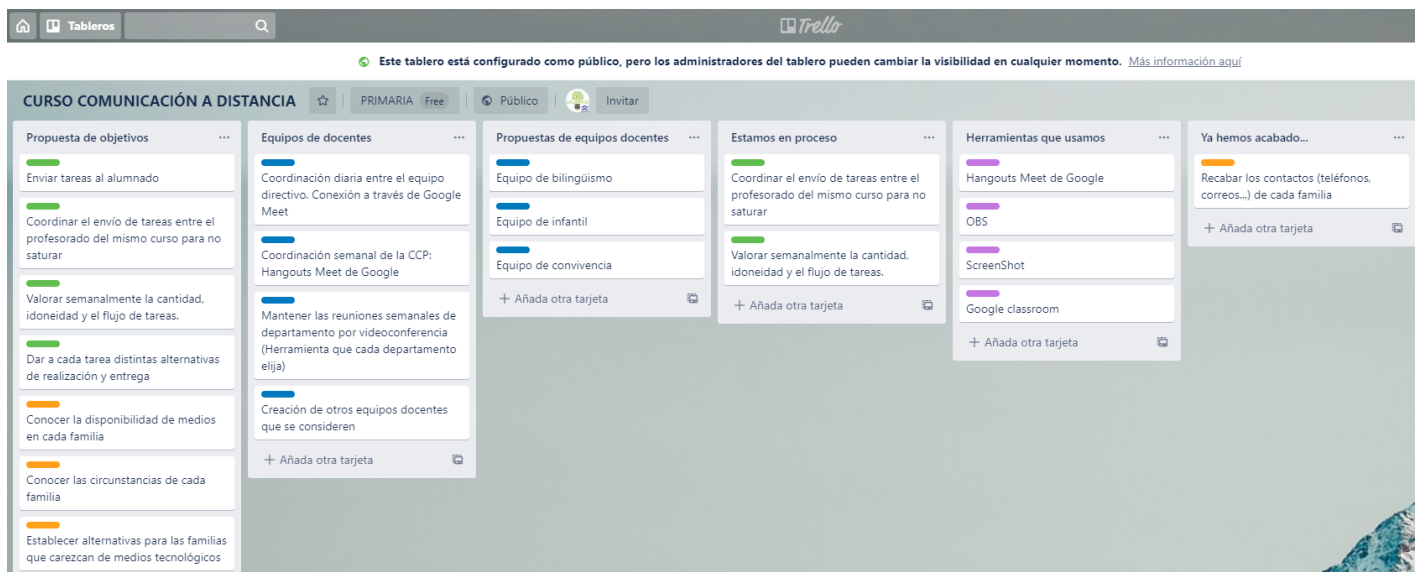 Tableros
Trello
Este tablero está configurado como público, pero los administradores del tablero pueden cambiar la visibilidad en cualquier momento. Más información aquí
CURSO COMUNICACIÓN A DISTANCIA
PRIMARIA Free
Público
Invitar
Propuesta de objetivos
Enviar tareas al alumnado
Coordinar el envío de tareas entre el
profesorado del mismo curso para no
saturar
Valorar semanalmente la cantidad,
idoneidad y el flujo de tareas.
Dar a cada tarea distintas alternativas
de realización y entrega
Conocer la disponibilidad de medios
en cada familia
Conocer las circunstancias de cada
familia
Establecer alternativas para las familias
que carezcan de medios tecnológicos
Equipos de docentes
Coordinación diaria entre el equipo
directivo. Conexión a través de Google
Meet
Coordinación semanal de la CCP:
Hangouts Meet de Google
Mantener las reuniones semanales de
departamento por videoconferencia
(Herramienta que cada departamento
elija)
Creación de otros equipos docentes
que se consideren
+ Añada otra tarjeta
Propuestas de equipos docentes
Equipo de bilingüismo
Equipo de infantil
Equipo de convivencia
+ Añada otra tarjeta
Estamos en proceso
Coordinar el envío de tareas entre el
profesorado del mismo curso para no
saturar
Valorar semanalmente la cantidad,
idoneidad y el flujo de tareas.
+ Añada otra tarjeta
Herramientas que usamos
Hangouts Meet de Google
OBS
ScreenShot
Google classroom
+ Añada otra tarjeta
Ya hemos acabado...
Recabar los contactos (teléfonos,
correos...) de cada familia
+ Añada otra tarjeta